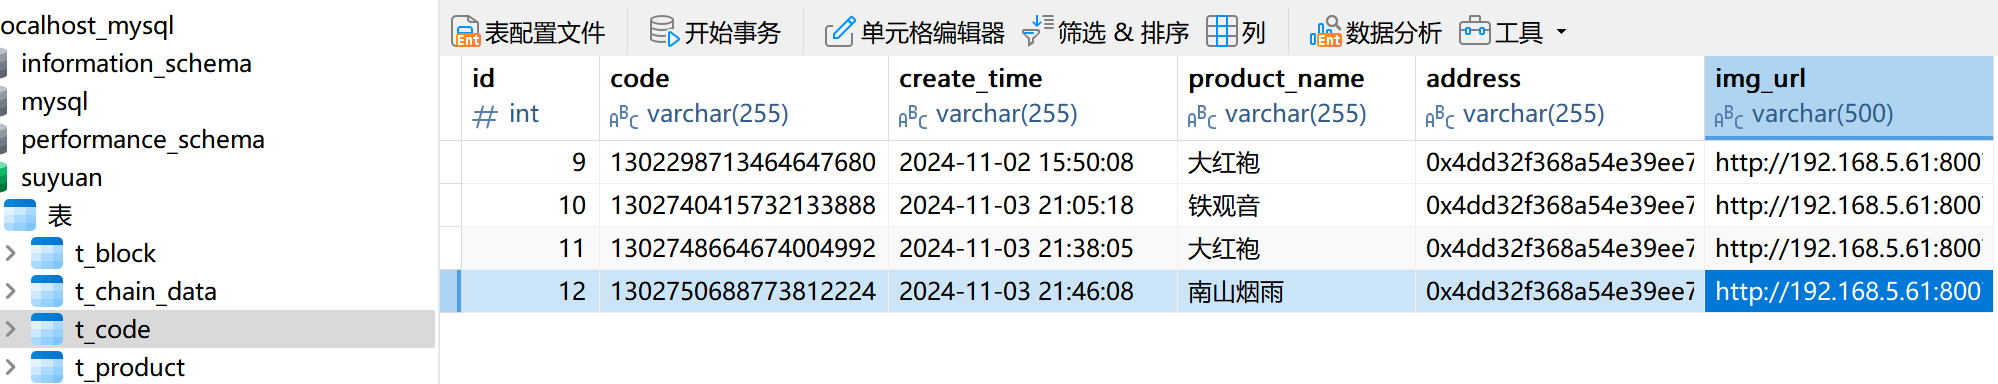 ocalhost_mysql
information_schema
mysql
performance_schema
suyuan
表
t_block
t_chain_data
t_code
t_product
表配置文件 开始事务 单元格编辑器 筛选 & 排序 列 数据分析 工具
id code create_time product_name address img_url
# int ABC varchar(255) ABC varchar(255) ABC varchar(255) ABC varchar(255) ABC varchar(500)
9 1302298713464647680 2024-11-02 15:50:08 大红袍 0x4dd32f368a54e39ee7 http://192.168.5.61:800
10 1302740415732133888 2024-11-03 21:05:18 铁观音 0x4dd32f368a54e39ee7 http://192.168.5.61:800
11 1302748664674004992 2024-11-03 21:38:05 大红袍 0x4dd32f368a54e39ee7 http://192.168.5.61:800
12 1302750688773812224 2024-11-03 21:46:08 南山烟雨 0x4dd32f368a54e39ee7 http://192.168.5.61:800